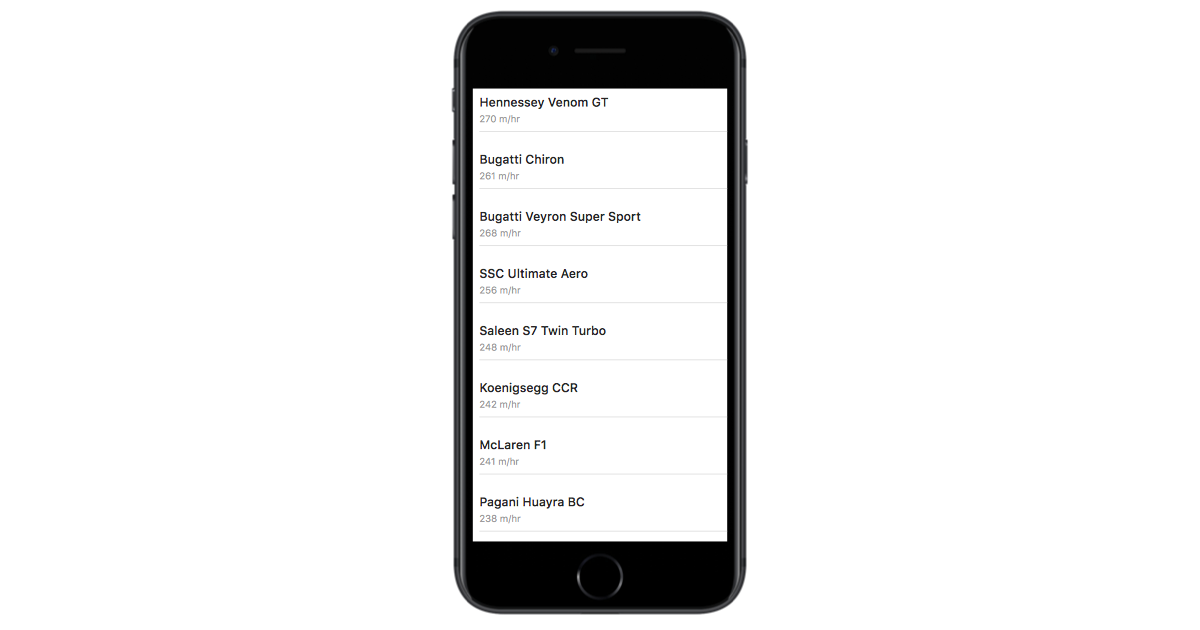 Hennessey Venom GT
270 m/hr
Bugatti Chiron
261 m/hr
Bugatti Veyron Super Sport
268 m/hr
SSC Ultimate Aero
256 m/hr
Saleen S7 Twin Turbo
248 m/hr
Koenigsegg CCR
242 m/hr
McLaren F1
241 m/hr
Pagani Huayra BC
238 m/hr